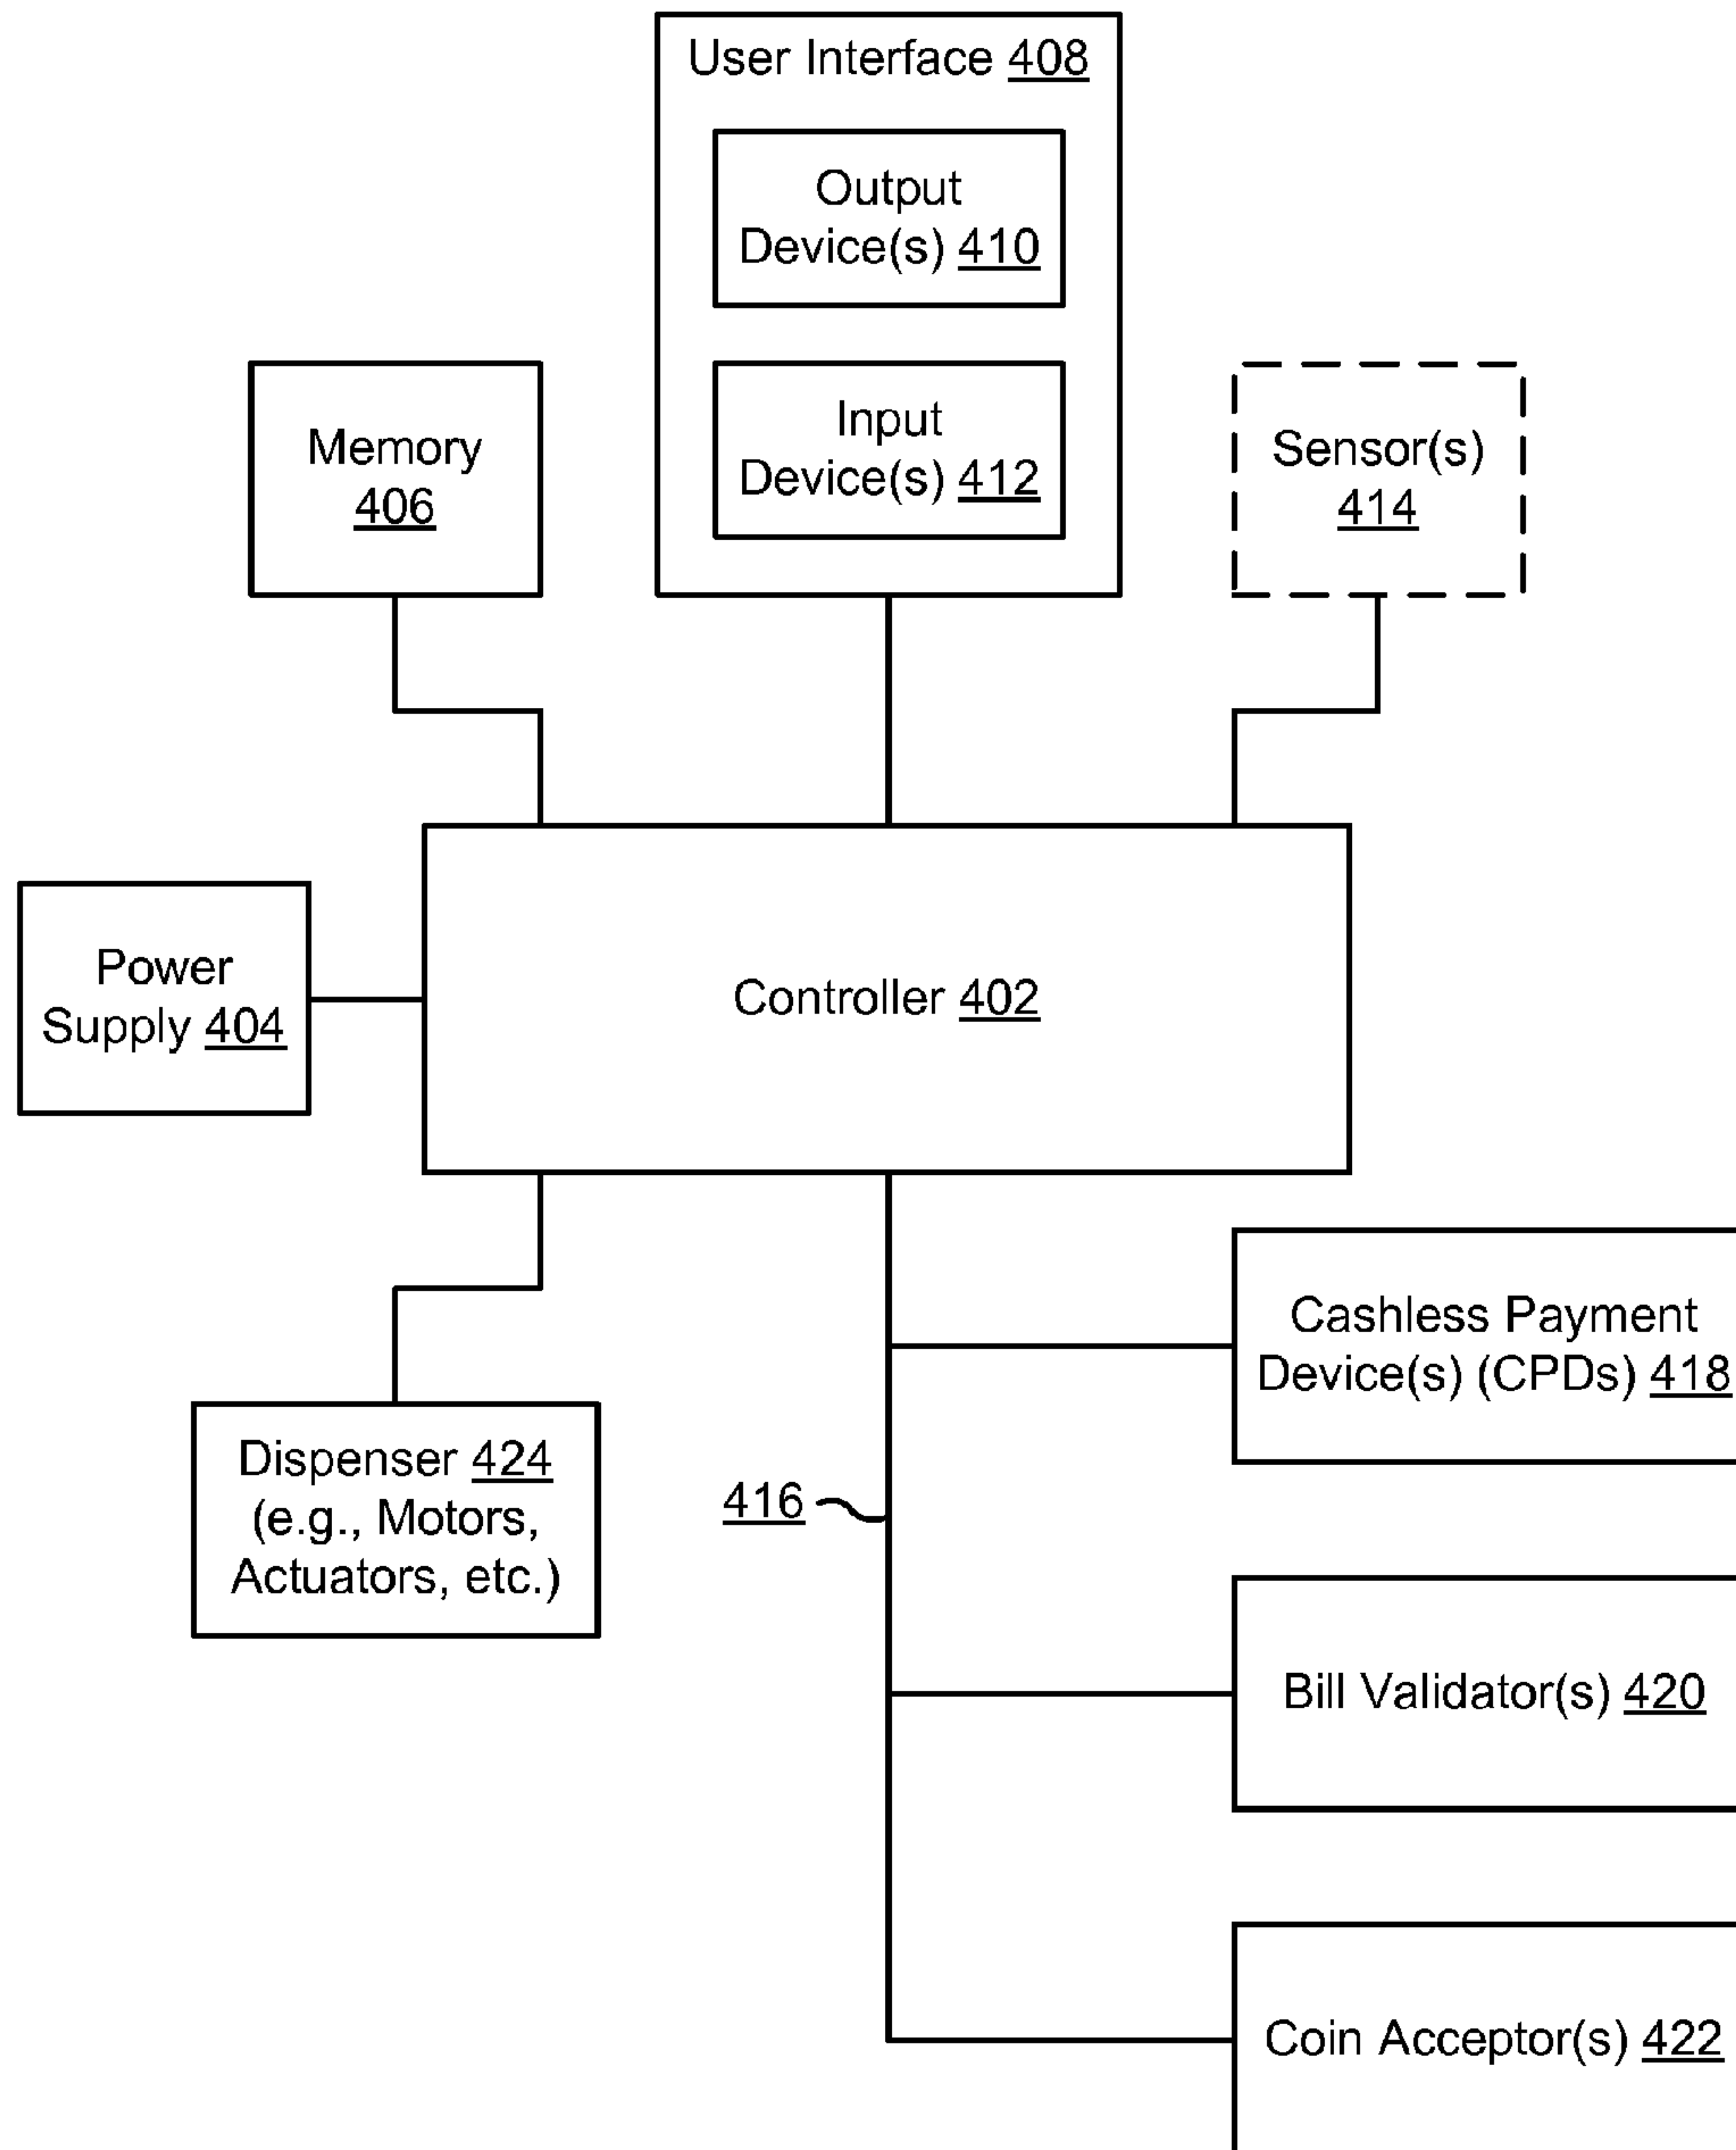 User Interface 408
Output
Device(s) 410
Input
Device(s) 412
Memory
406
Sensor(s)
414
Power
Supply 404
Controller 402
Cashless Payment
Device(s) (CPDs) 418
Dispenser 424
(e.g., Motors,
Actuators, etc.)
416
Bill Validator(s) 420
Coin Acceptor(s) 422